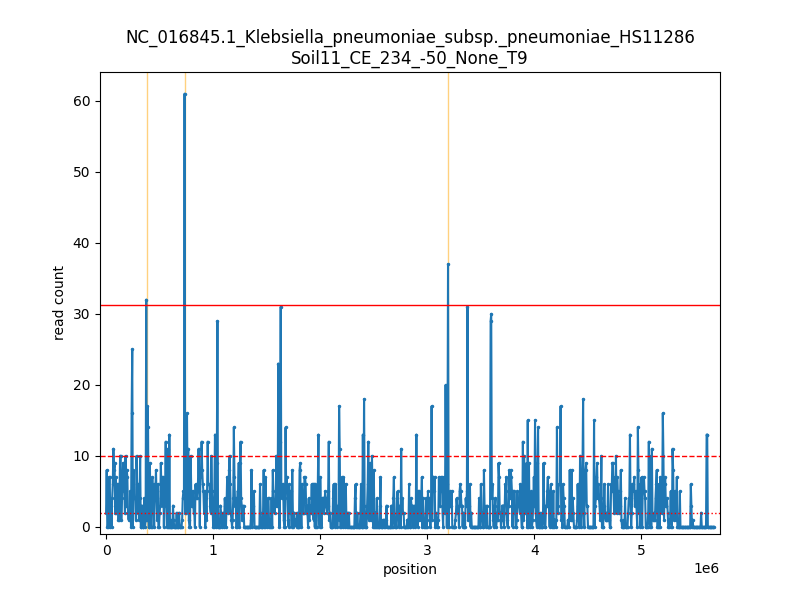 NC_016845.1_Klebsiella_pneumoniae_subsp._pneumoniae_HS11286
Soil11_CE_234_-50_None_T9
60
50
40
30
20
10
0
read count
0
1
2
3
4
5
1e6
position